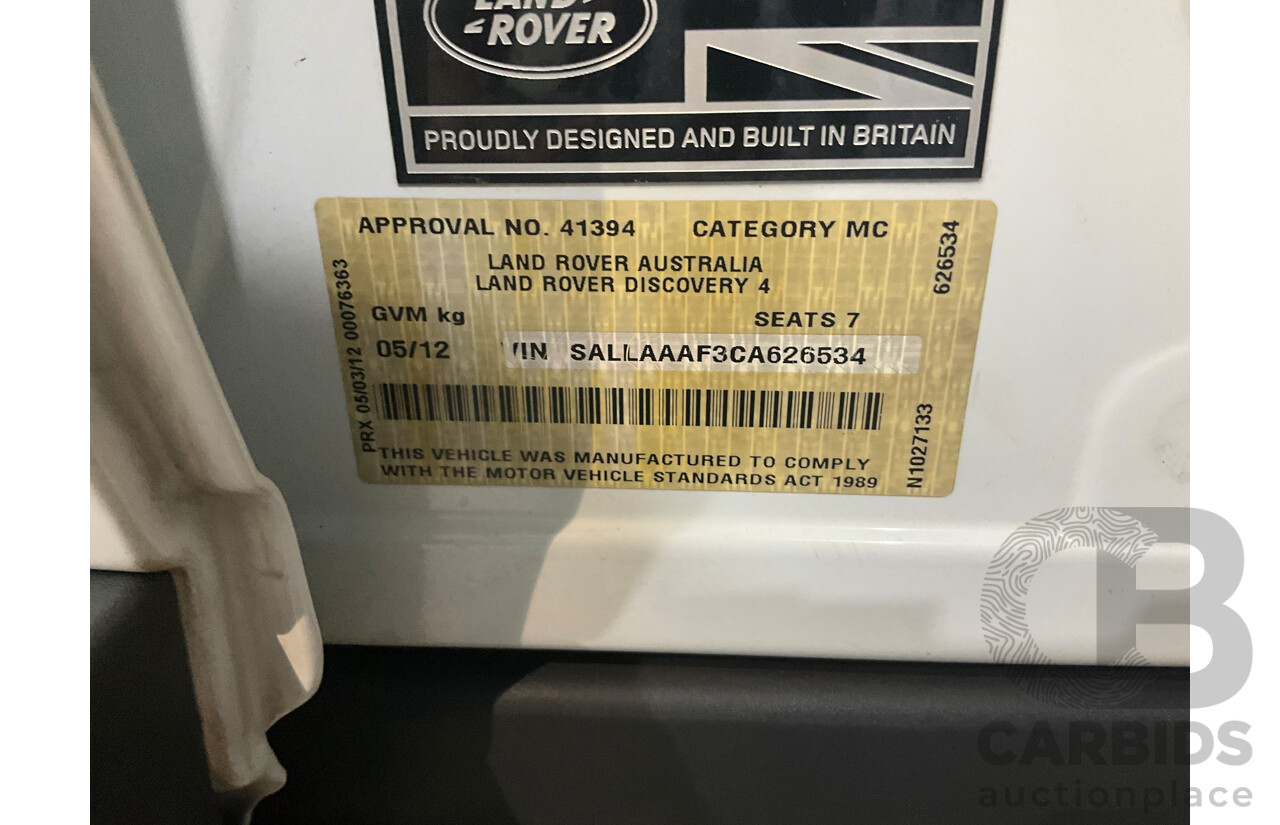 LAND
ROVER
PROUDLY DESIGNED AND BUILT IN BRITAIN
APPROVAL NO. 41394 CATEGORY MC
LAND ROVER AUSTRALIA
LAND ROVER DISCOVERY 4
GVM kg SEATS 7
05/12 VIN SALLAAAF3CA626534
THIS VEHICLE WAS MANUFACTURED TO COMPLY
WITH THE MOTOR VEHICLE STANDARDS ACT 1989
PRX 05/03/12 00076363
626534
N1027133
CB
CARBIDS
auctionplace